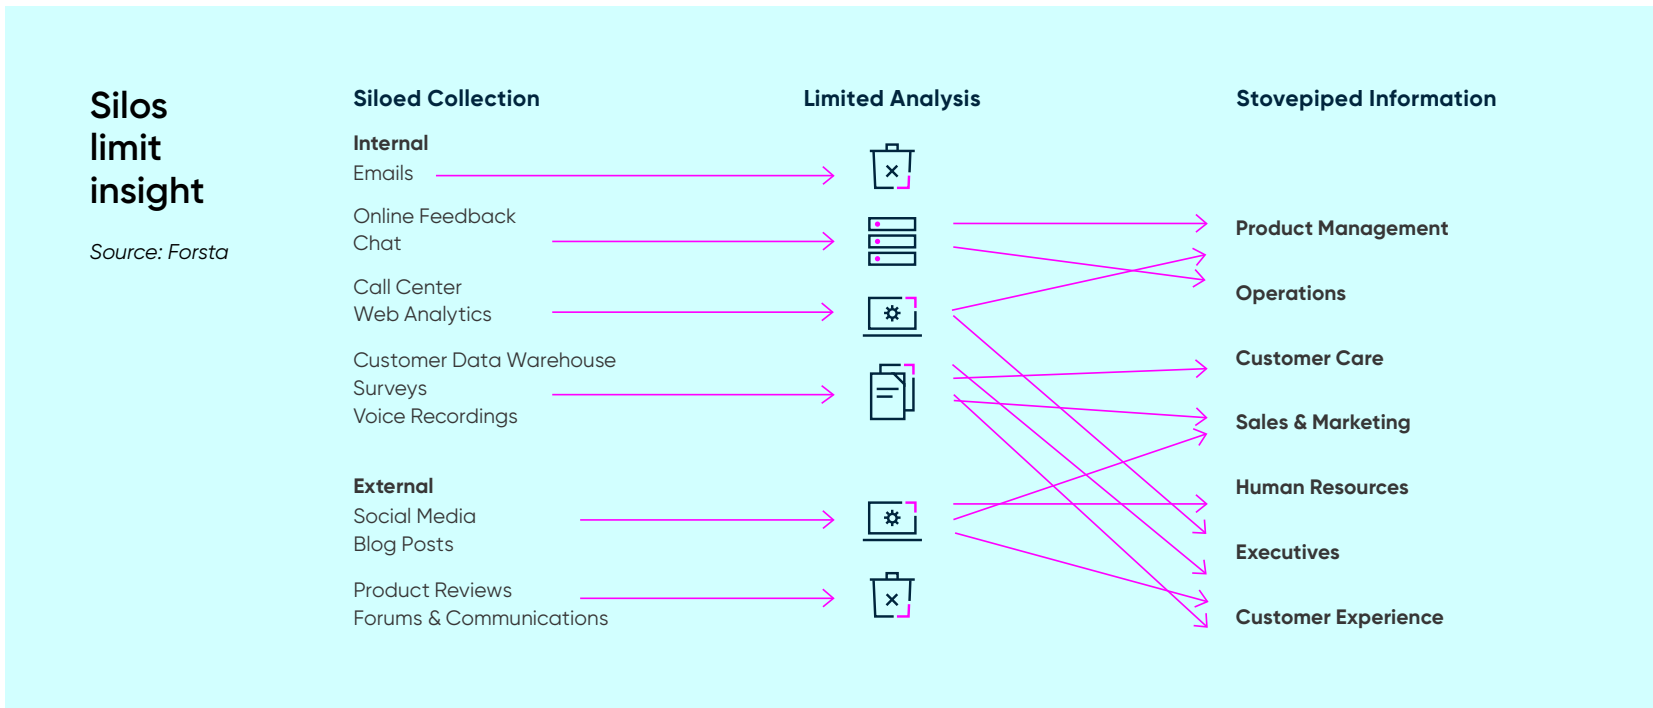 Silos
limit
insight
Source: Forsta
Siloed Collection
Internal
Emails
Online Feedback
Chat
Call Center
Web Analytics
Customer Data Warehouse
Surveys
Voice Recordings
External
Social Media
Blog Posts
Product Reviews
Forums & Communications
Limited Analysis
Stovepiped Information
Product Management
Operations
Customer Care
Sales & Marketing
Human Resources
Executives
Customer Experience